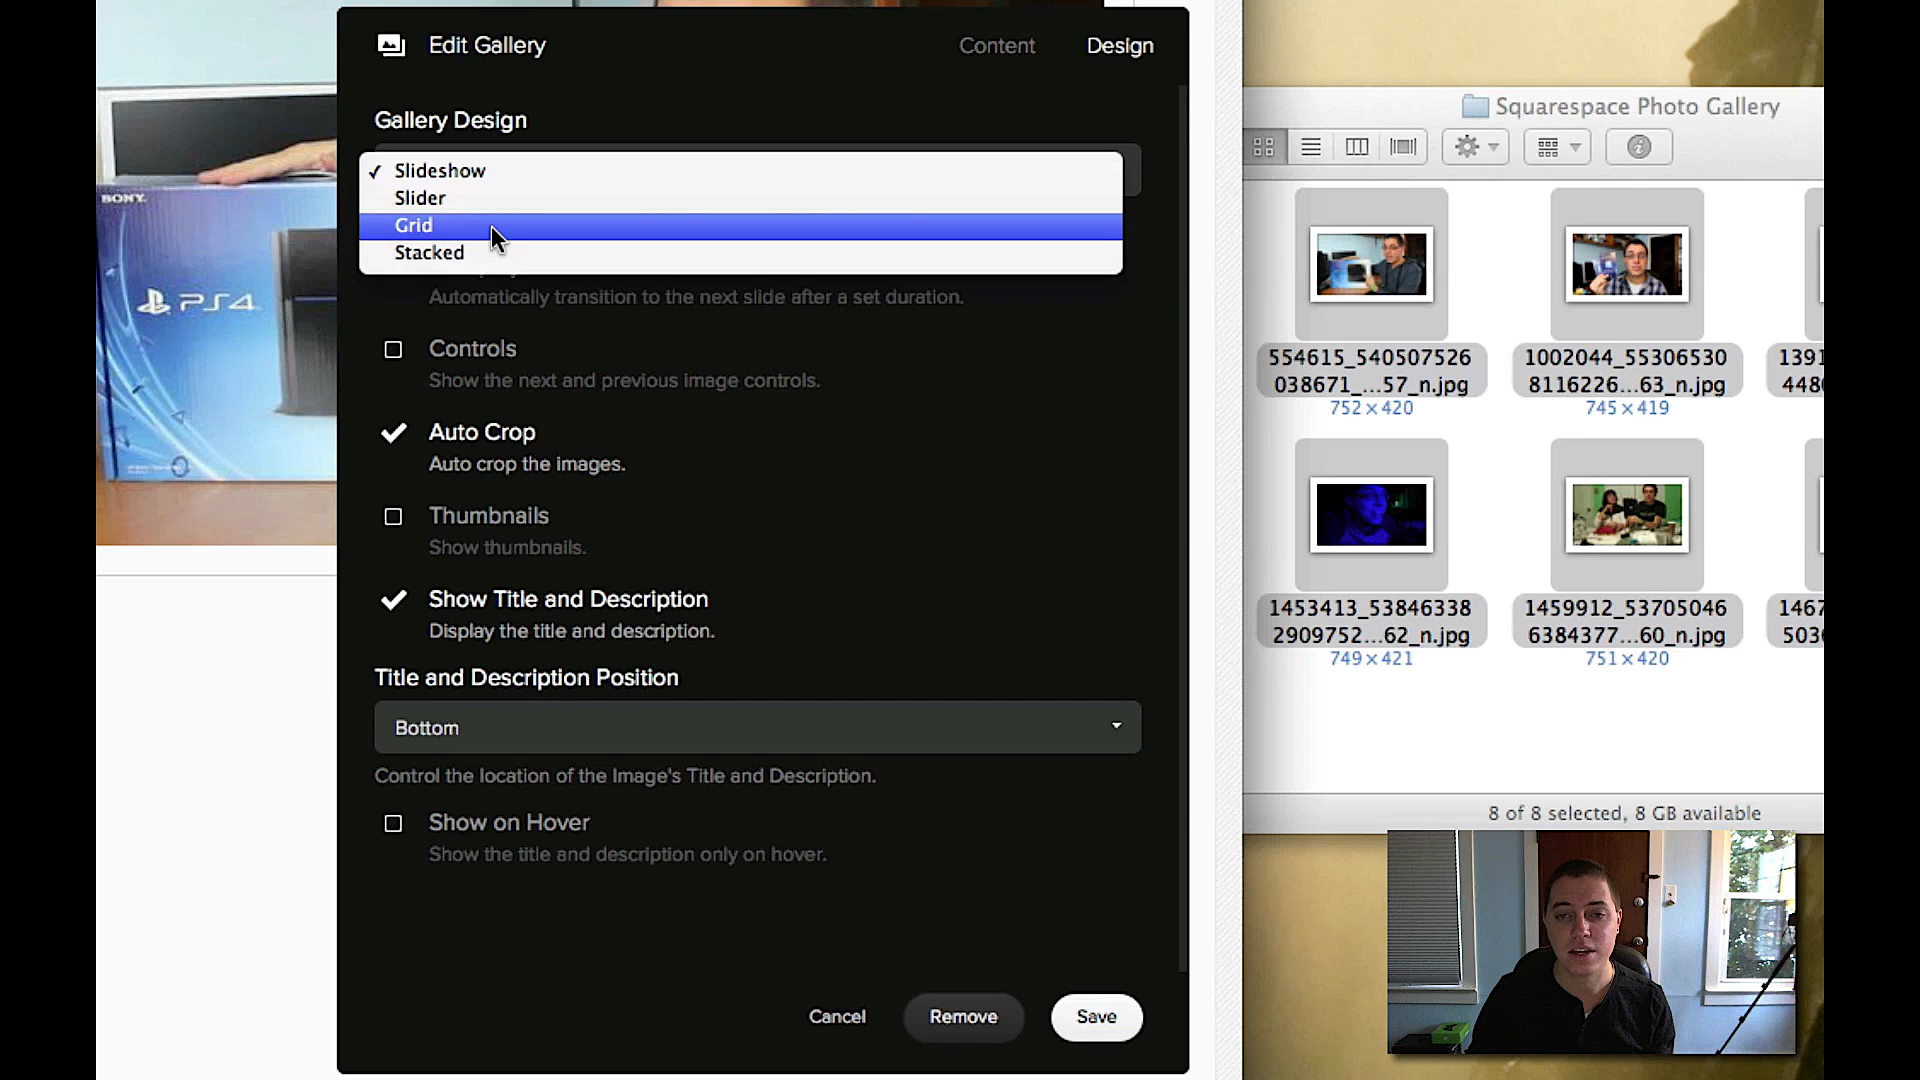 Edit Gallery
Content
Design
Gallery Design
✓ Slideshow
Slider
Grid
Stacked
Automatically transition to the next slide after a set duration.
Controls
Show the next and previous image controls.
Auto Crop
Auto crop the images.
Thumbnails
Show thumbnails.
Show Title and Description
Display the title and description.
Title and Description Position
Bottom
Control the location of the Image's Title and Description.
Show on Hover
Show the title and description only on hover.
Cancel
Remove
Save
SONY
PS4
Squarespace Photo Gallery
554615_540507526
038671_...57_n.jpg
752×420
1002044_55306530
8116226...63_n.jpg
745×419
1391
448
1453413_53846338
2909752...62_n.jpg
749×421
1459912_53705046
6384377...60_n.jpg
751×420
1467
503
8 of 8 selected, 8 GB available